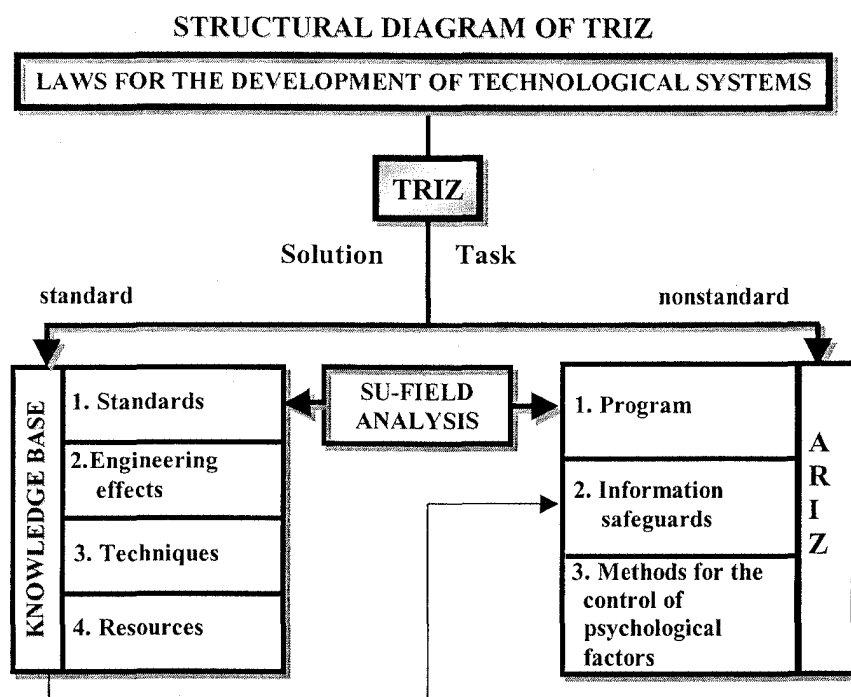 STRUCTURAL DIAGRAM OF TRIZ
LAWS FOR THE DEVELOPMENT OF TECHNOLOGICAL SYSTEMS
TRIZ
Solution Task
standard
nonstandard
KNOWLEDGE BASE
1. Standards
2.Engineering
effects
3. Techniques
4. Resources
SU-FIELD
ANALYSIS
1. Program
2. Information
safeguards
3. Methods for the
control of
psychological
factors
ARIZ